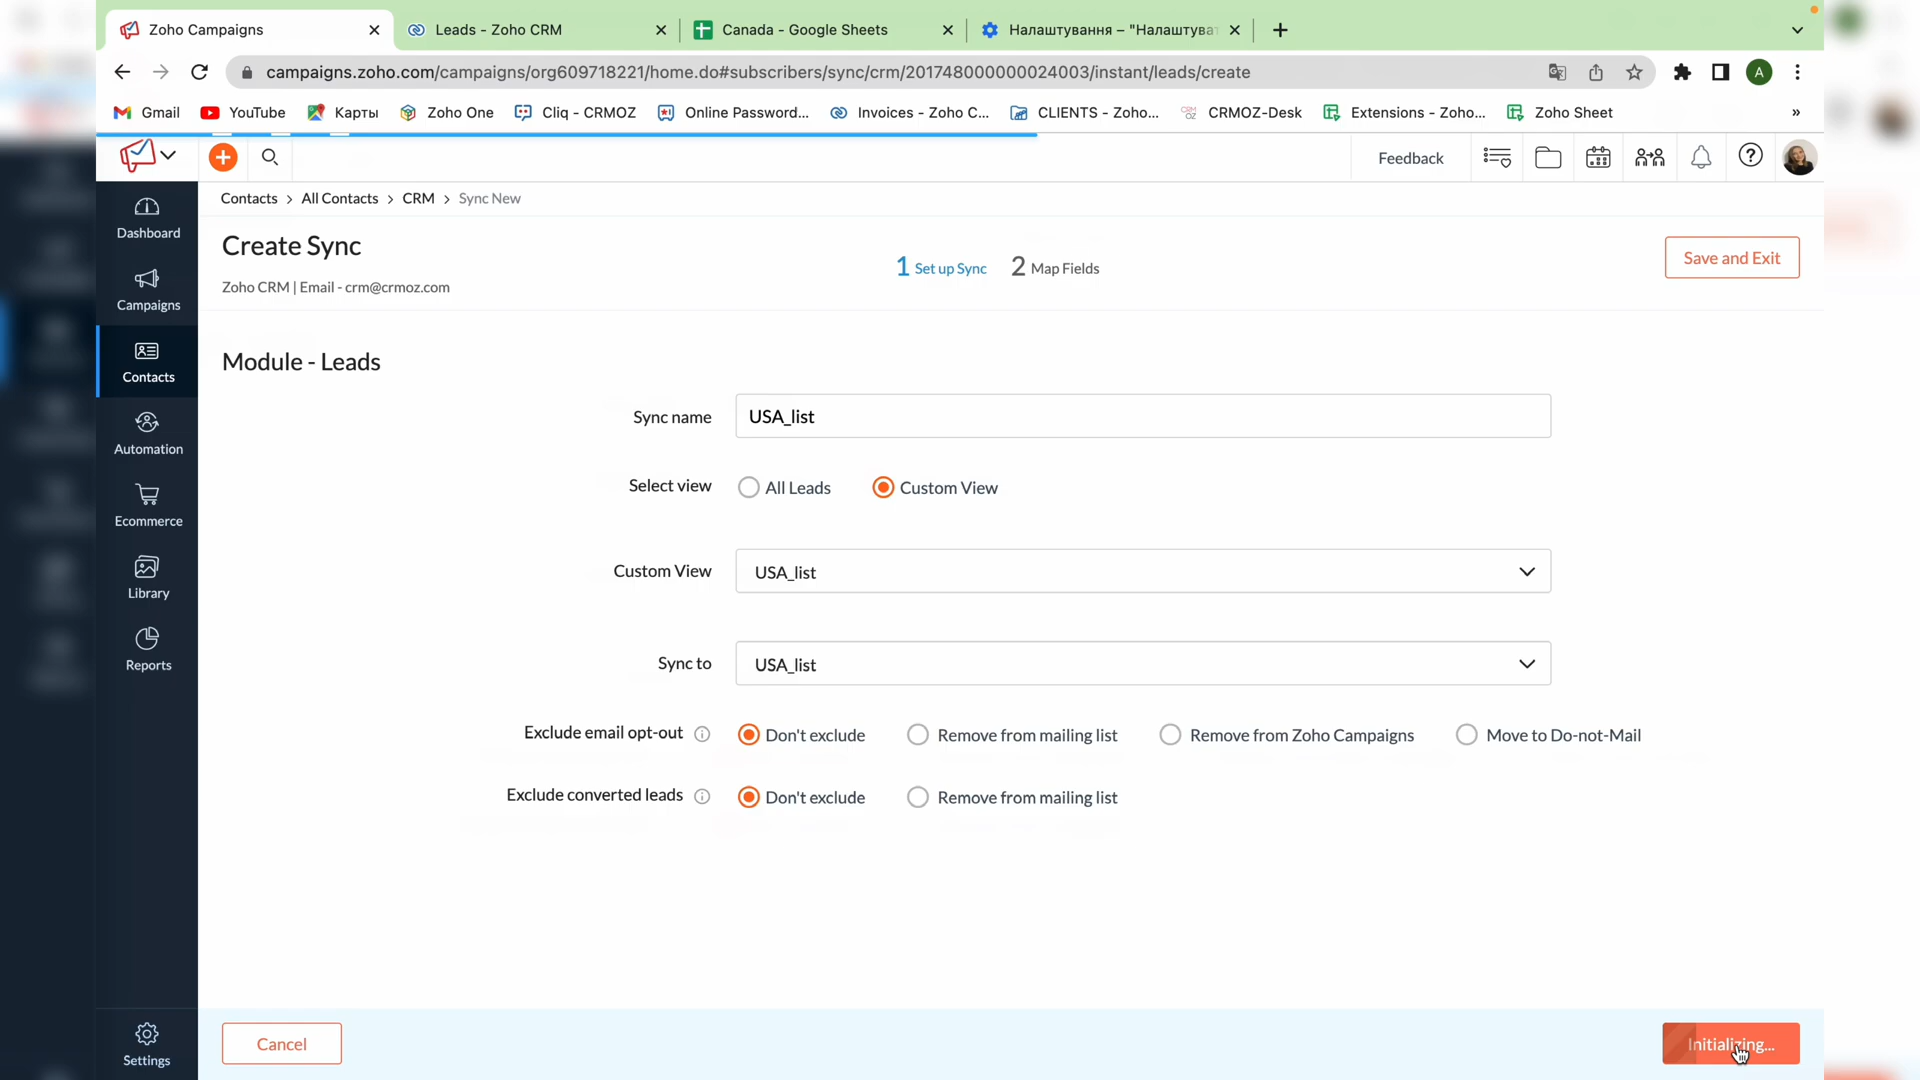 Zoho Campaigns
Leads - Zoho CRM
Canada - Google Sheets
Налаштування – "Налаштува
campaigns.zoho.com/campaigns/org609718221/home.do#subscribers/sync/crm/201748000000024003/instant/leads/create
A
Gmail
YouTube
Карты
Zoho One
Cliq - CRMOZ
Online Password...
Invoices - Zoho C...
CLIENTS - Zoho...
CRMOZ-Desk
Extensions - Zoho...
Zoho Sheet
»
Feedback
Contacts > All Contacts > CRM > Sync New
Dashboard
Campaigns
Contacts
Automation
Ecommerce
Library
Reports
Settings
Create Sync
Zoho CRM | Email - crm@crmoz.com
1 Set up Sync 2 Map Fields
Save and Exit
Module - Leads
Sync name USA_list
Select view All Leads Custom View
Custom View USA_list
Sync to USA_list
Exclude email opt-out Don't exclude Remove from mailing list Remove from Zoho Campaigns Move to Do-not-Mail
Exclude converted leads Don't exclude Remove from mailing list
Cancel
Initializing...